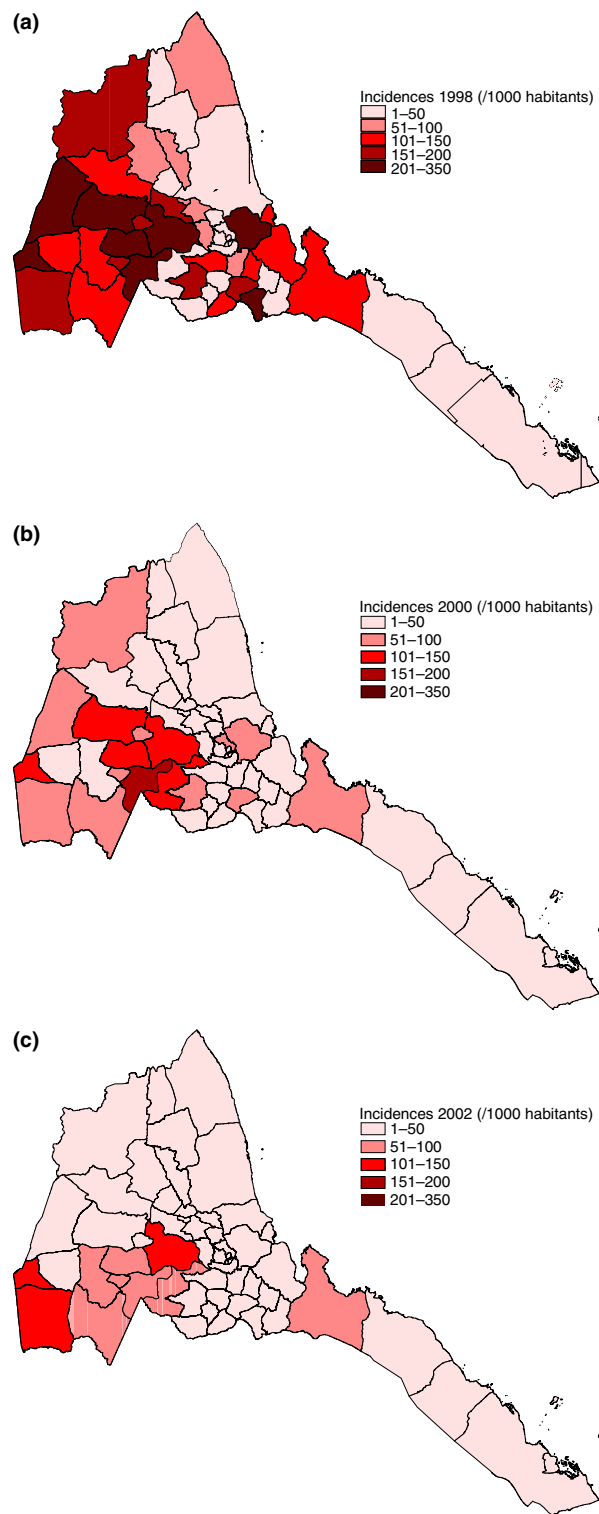 (a)
Incidences 1998 (/1000 habitants)
1–50
51–100
101–150
151–200
201–350
(b)
Incidences 2000 (/1000 habitants)
1–50
51–100
101–150
151–200
201–350
(c)
Incidences 2002 (/1000 habitants)
1–50
51–100
101–150
151–200
201–350